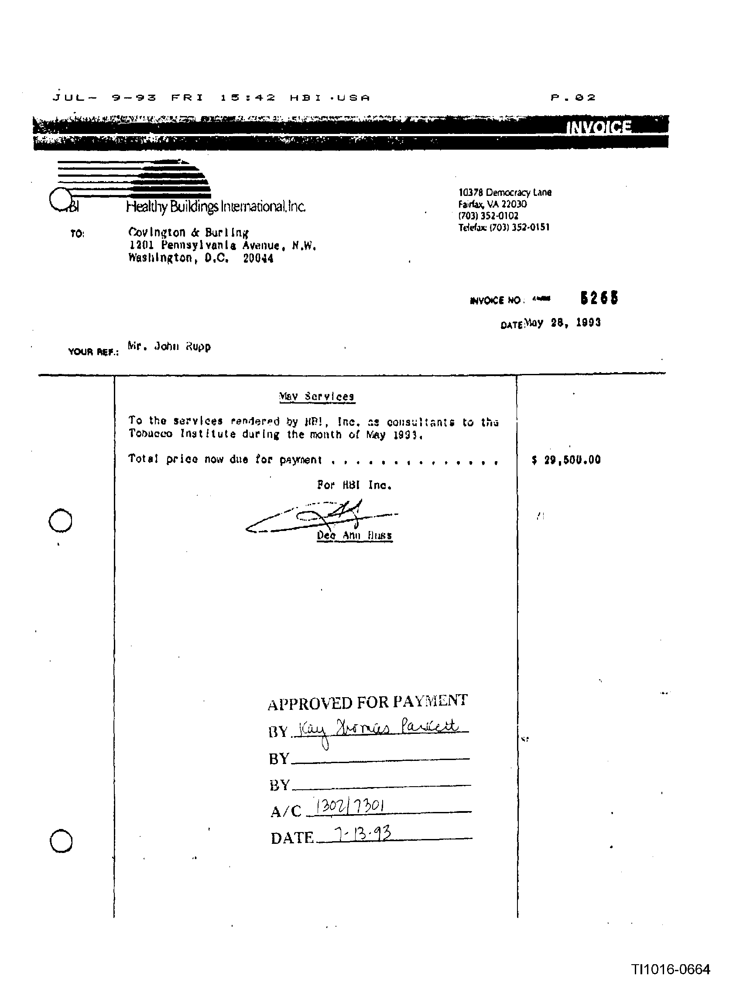 JUL- 9-93 FRI 15:42 HBI.USA P.02
INVOICE
HBI Healthy Buildings International, Inc.
10378 Democracy Lane
Fairfax, VA 22030
(703) 352-0102
Telefax: (703) 352-0151
TO: Covington & Burling
1201 Pennsylvania Avenue, N.W.
Washington, D.C. 20044
INVOICE NO. 5265
DATE: May 28, 1993
YOUR REF.: Mr. John Rupp
May Services
To the services rendered by HBI, Inc. as consultants to the
Tobacco Institute during the month of May 1993.
Total price now due for payment . . . . . . . . . . . . . . $ 29,500.00
For HBI Inc.
Dee Ann Huss
APPROVED FOR PAYMENT
BY Kay Thomas Packett
BY
BY
A/C 1302/7301
DATE 7-13-93
TI1016-0664